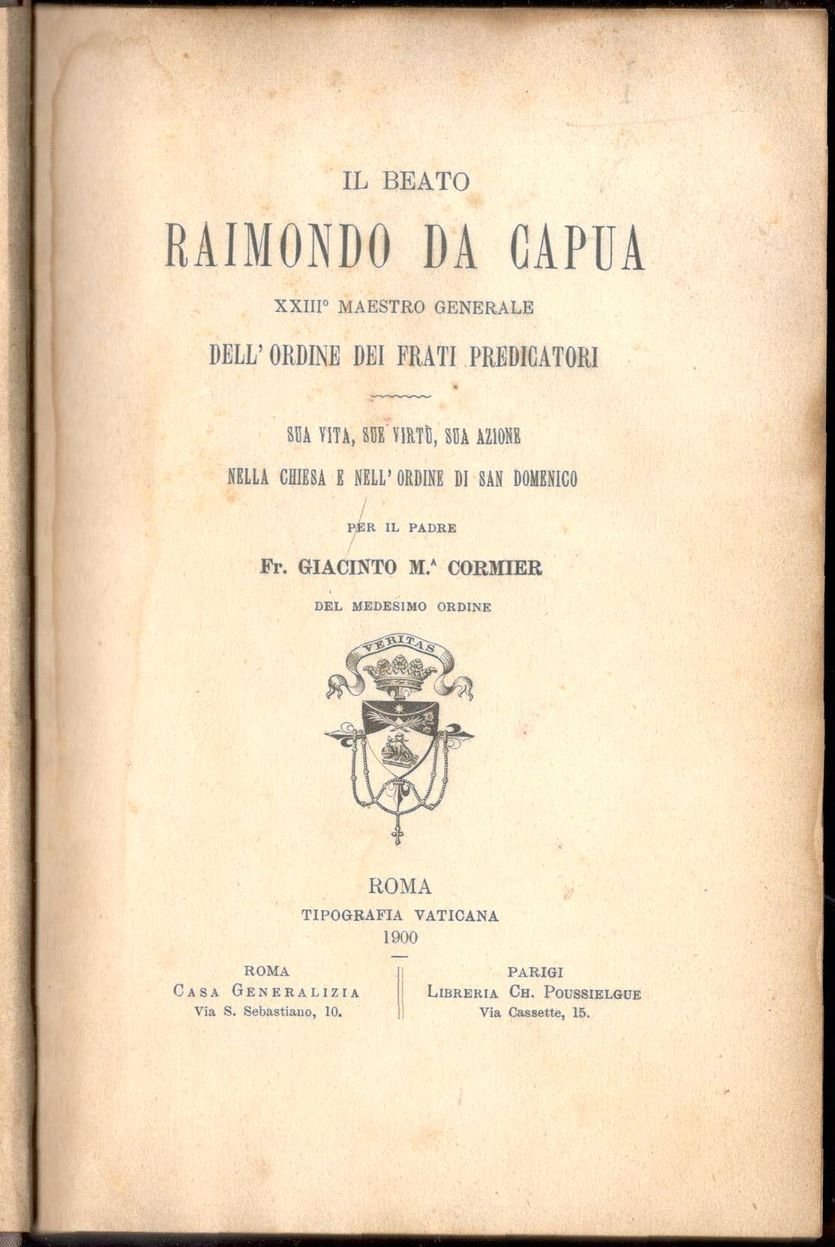 IL BEATO
RAIMONDO DA CAPUA
XXIIIº MAESTRO GENERALE
DELL' ORDINE DEI FRATI PREDICATORI
SUA VITA, SUE VIRTÙ, SUA AZIONE
NELLA CHIESA E NELL' ORDINE DI SAN DOMENICO
PER IL PADRE
Fr. GIACINTO M.ᴬ CORMIER
DEL MEDESIMO ORDINE
VERITAS
ROMA
TIPOGRAFIA VATICANA
1900
ROMA
CASA GENERALIZIA
Via S. Sebastiano, 10.
PARIGI
LIBRERIA CH. POUSSIELGUE
Via Cassette, 15.